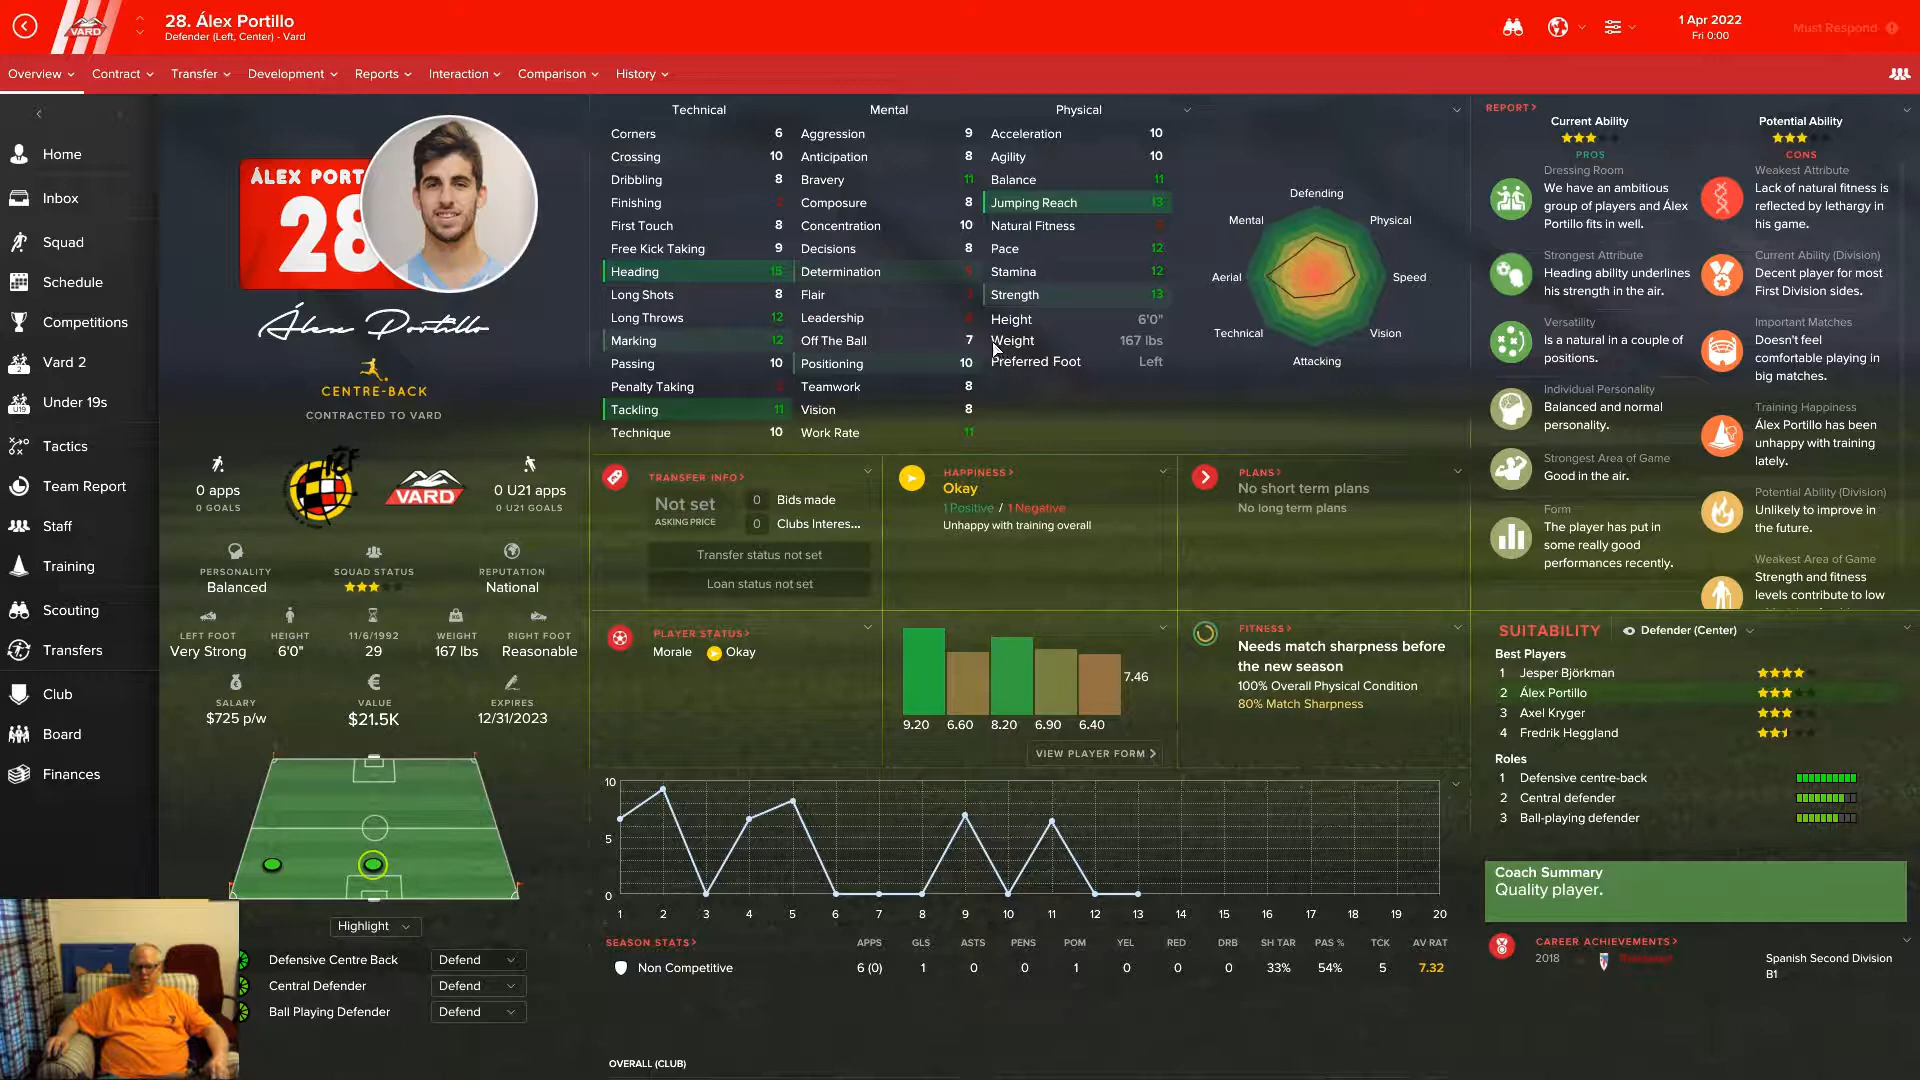 28. Álex Portillo
Defender (Left, Center) - Vard
1 Apr 2022
Fri 0:00
Must Respond
Overview
Contract
Transfer
Development
Reports
Interaction
Comparison
History
Home
Inbox
Squad
Schedule
Competitions
Vard 2
Under 19s
Tactics
Team Report
Staff
Training
Scouting
Transfers
Club
Board
Finances
ÁLEX PORT
28
Álex Portillo
CENTRE-BACK
CONTRACTED TO VARD
0 apps
0 GOALS
VARD
0 U21 apps
0 U21 GOALS
PERSONALITY
Balanced
SQUAD STATUS
REPUTATION
National
LEFT FOOT
Very Strong
HEIGHT
6'0"
11/6/1992
29
WEIGHT
167 lbs
RIGHT FOOT
Reasonable
SALARY
$725 p/w
VALUE
$21.5K
EXPIRES
12/31/2023
Highlight
Defensive Centre Back Defend
Central Defender Defend
Ball Playing Defender Defend
Technical
Corners 6
Crossing 10
Dribbling 8
Finishing
First Touch 8
Free Kick Taking 9
Heading 15
Long Shots 8
Long Throws 12
Marking 12
Passing 10
Penalty Taking
Tackling 11
Technique 10
Mental
Aggression 9
Anticipation 8
Bravery 11
Composure 8
Concentration 10
Decisions 8
Determination
Flair
Leadership
Off The Ball 7
Positioning 10
Teamwork 8
Vision 8
Work Rate 11
Physical
Acceleration 10
Agility 10
Balance 11
Jumping Reach 13
Natural Fitness
Pace 12
Stamina 12
Strength 13
Height 6'0"
Weight 167 lbs
Preferred Foot Left
Defending
Physical
Speed
Vision
Attacking
Technical
Aerial
Mental
TRANSFER INFO>
Not set
ASKING PRICE
0 Bids made
0 Clubs Interes...
Transfer status not set
Loan status not set
HAPPINESS>
Okay
1 Positive / 1 Negative
Unhappy with training overall
PLANS>
No short term plans
No long term plans
PLAYER STATUS>
Morale Okay
7.46
9.20 6.60 8.20 6.90 6.40
VIEW PLAYER FORM >
FITNESS>
Needs match sharpness before
the new season
100% Overall Physical Condition
80% Match Sharpness
10
5
0
1 2 3 4 5 6 7 8 9 10 11 12 13 14 15 16 17 18 19 20
SEASON STATS> APPS GLS ASTS PENS POM YEL RED DRB SH TAR PAS % TCK AV RAT
Non Competitive 6 (0) 1 0 0 1 0 0 0 33% 54% 5 7.32
OVERALL (CLUB)
REPORT>
Current Ability
Potential Ability
PROS
Dressing Room
We have an ambitious
group of players and Álex
Portillo fits in well.
Strongest Attribute
Heading ability underlines
his strength in the air.
Versatility
Is a natural in a couple of
positions.
Individual Personality
Balanced and normal
personality.
Strongest Area of Game
Good in the air.
Form
The player has put in
some really good
performances recently.
CONS
Weakest Attribute
Lack of natural fitness is
reflected by lethargy in
his game.
Current Ability (Division)
Decent player for most
First Division sides.
Important Matches
Doesn't feel
comfortable playing in
big matches.
Training Happiness
Álex Portillo has been
unhappy with training
lately.
Potential Ability (Division)
Unlikely to improve in
the future.
Weakest Area of Game
Strength and fitness
levels contribute to low
SUITABILITY Defender (Center)
Best Players
1 Jesper Björkman
2 Álex Portillo
3 Axel Kryger
4 Fredrik Heggland
Roles
1 Defensive centre-back
2 Central defender
3 Ball-playing defender
Coach Summary
Quality player.
CAREER ACHIEVEMENTS>
2018
Spanish Second Division
B1